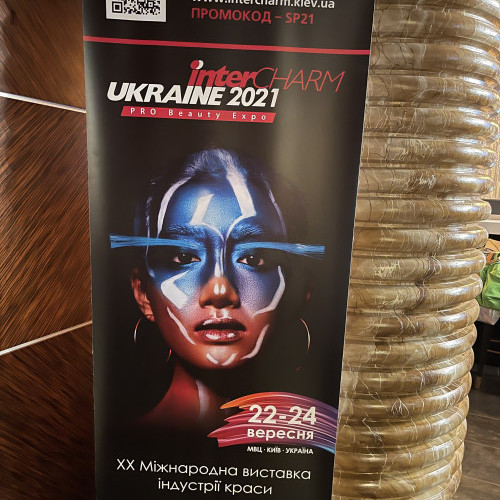 www.intercharm.kiev.ua
ПРОМОКОД – SP21
interCHARM
UKRAINE 2021
PRO Beauty Expo
22-24
вересня
МВЦ · КИЇВ · УКРАЇНА
XX Міжнародна виставка
індустрії краси